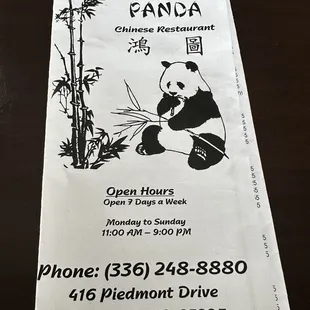 PANDA
Chinese Restaurant
鴻 圖
Open Hours
Open 7 Days a Week
Monday to Sunday
11:00 AM – 9:00 PM
Phone: (336) 248-8880
416 Piedmont Drive